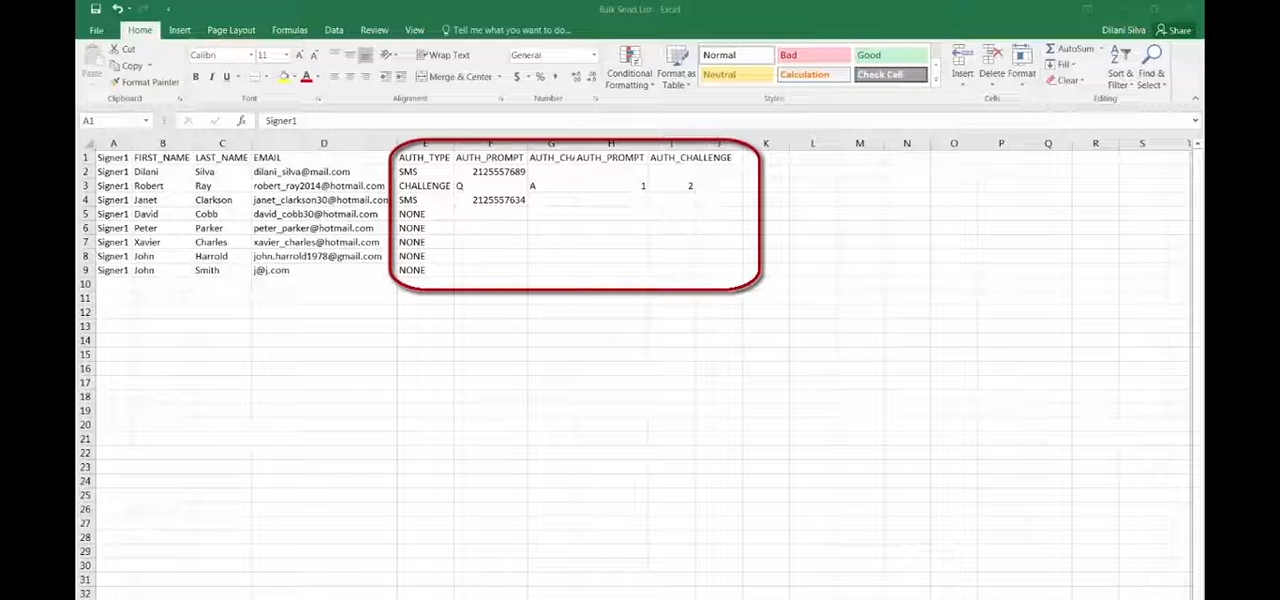 Bulk Send List - Excel
File Home Insert Page Layout Formulas Data Review View Tell me what you want to do... Dilani Silva Share
Paste Cut Copy Format Painter
Clipboard
Calibri 11 A A
B I U A
Font
Wrap Text
Merge & Center
Alignment
General
$ % ,
Number
Conditional Formatting
Format as Table
Normal Bad Good
Neutral Calculation Check Cell
Styles
Insert Delete Format
Cells
AutoSum
Fill
Clear
Sort & Filter
Find & Select
Editing
A1 fx Signer1
A B C D E F G H I J K L M N O P Q R S T
1 Signer1 FIRST_NAME LAST_NAME EMAIL AUTH_TYPE AUTH_PROMPT AUTH_CHA AUTH_PROMPT AUTH_CHALLENGE
2 Signer1 Dilani Silva dilani_silva@mail.com SMS 2125557689
3 Signer1 Robert Ray robert_ray2014@hotmail.com CHALLENGE Q A 1 2
4 Signer1 Janet Clarkson janet_clarkson30@hotmail.com SMS 2125557634
5 Signer1 David Cobb david_cobb30@hotmail.com NONE
6 Signer1 Peter Parker peter_parker@hotmail.com NONE
7 Signer1 Xavier Charles xavier_charles@hotmail.com NONE
8 Signer1 John Harrold john.harrold1978@gmail.com NONE
9 Signer1 John Smith j@j.com NONE
10
11
12
13
14
15
16
17
18
19
20
21
22
23
24
25
26
27
28
29
30
31
32